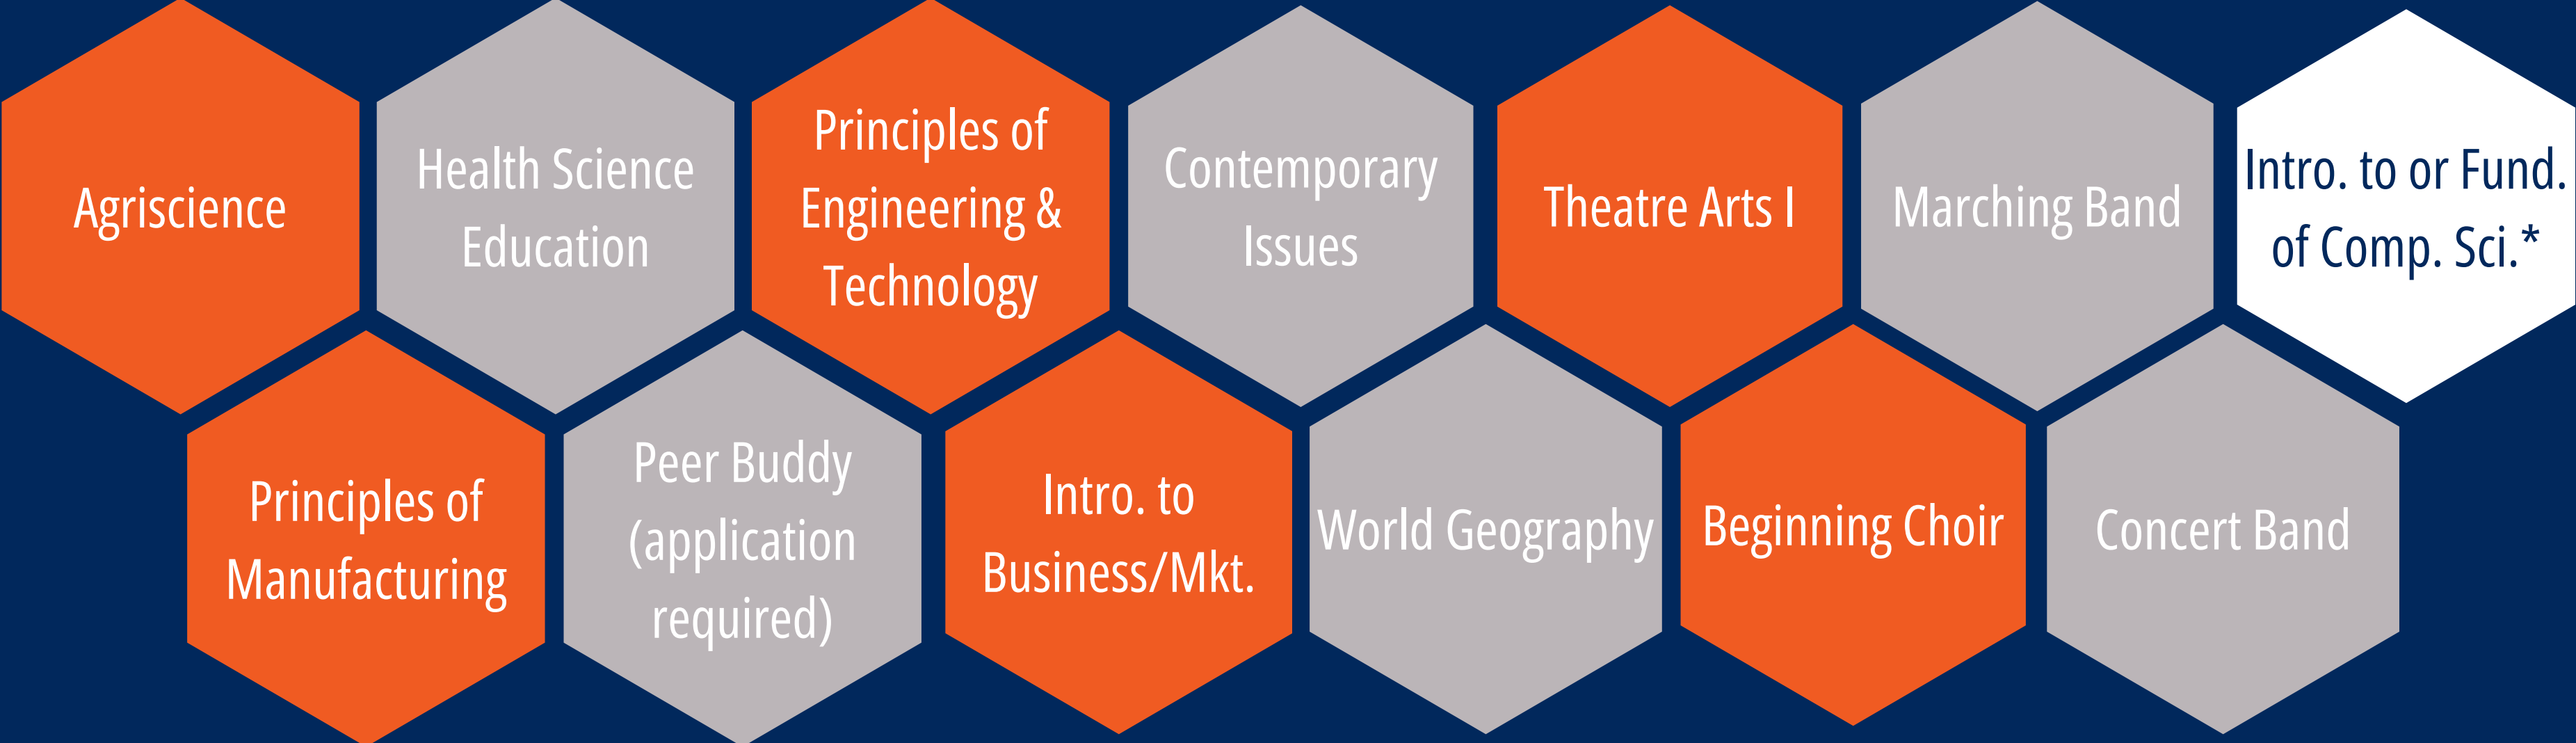 Agriscience
Health Science
Education
Principles of
Engineering &
Technology
Contemporary
Issues
Theatre Arts I
Marching Band
Intro. to or Fund.
of Comp. Sci.*
Principles of
Manufacturing
Peer Buddy
(application
required)
Intro. to
Business/Mkt.
World Geography
Beginning Choir
Concert Band